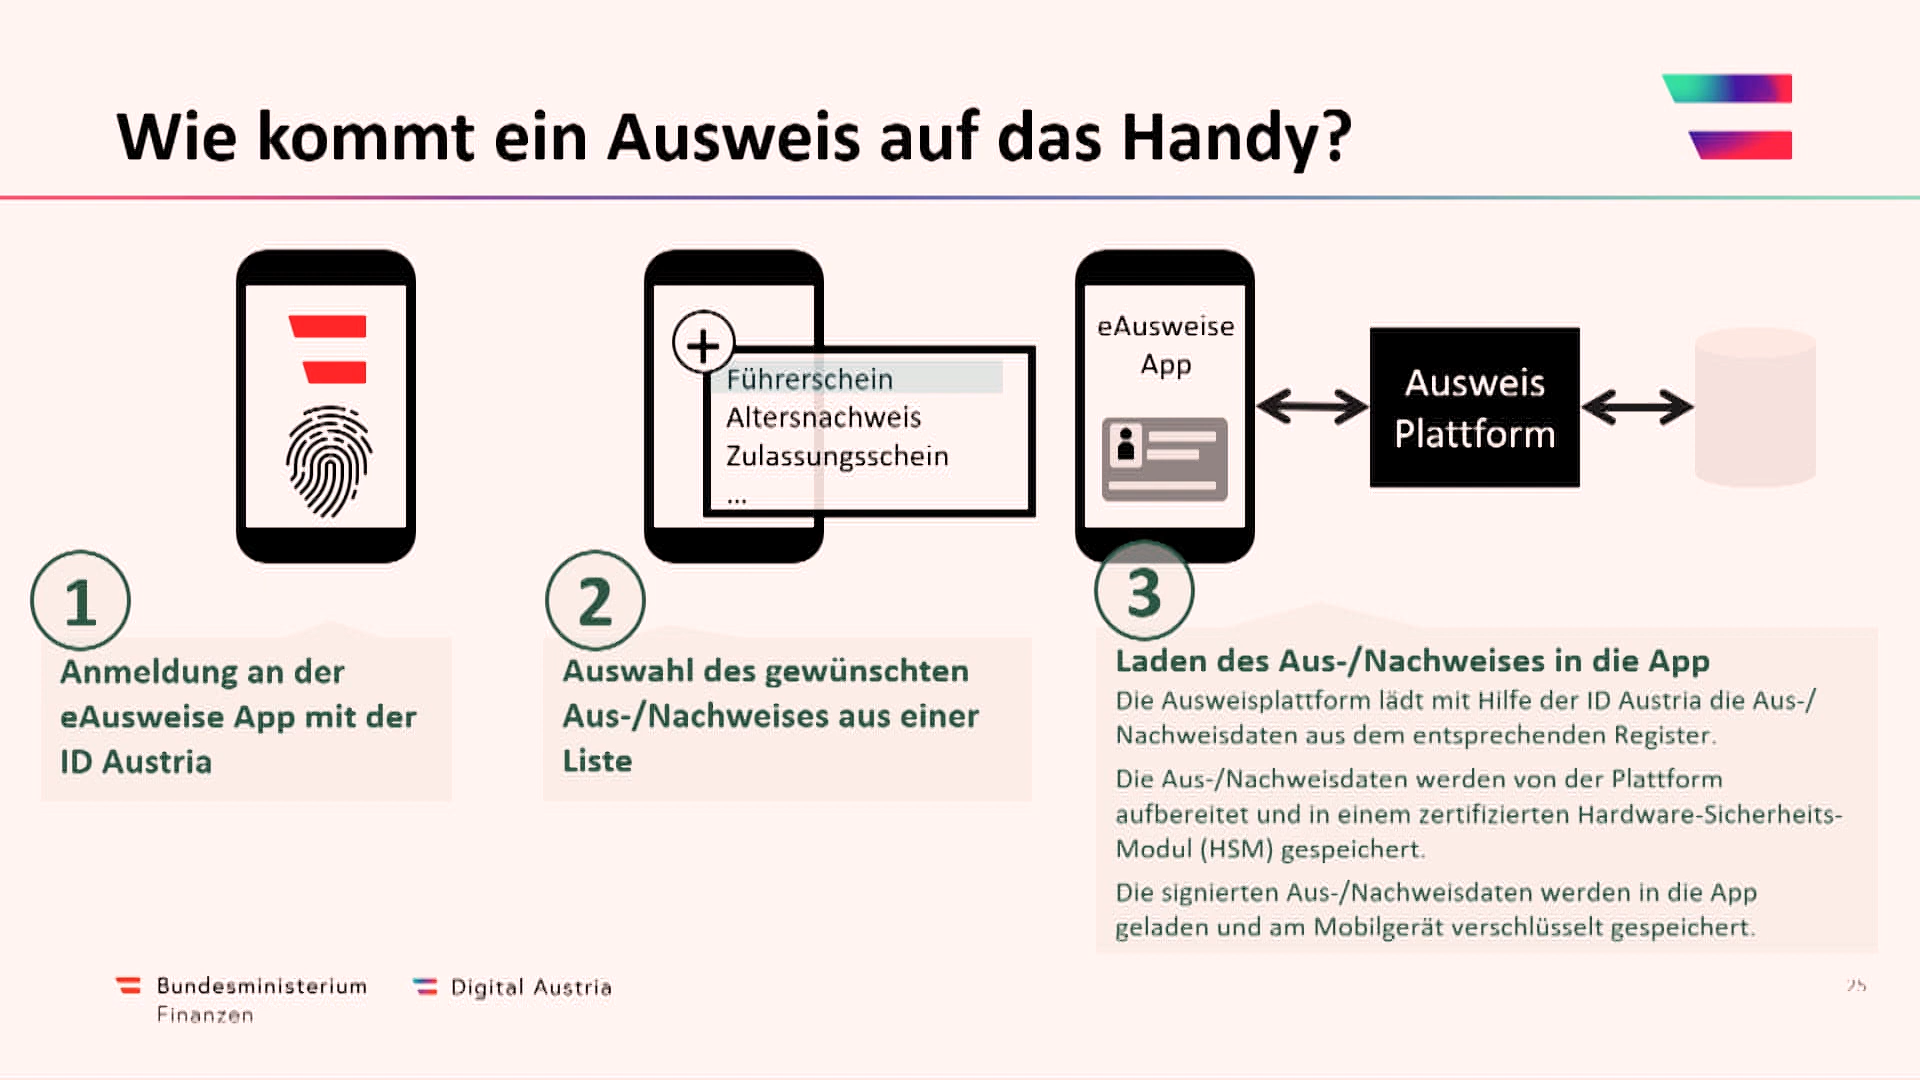 Wie kommt ein Ausweis auf das Handy?
+
Führerschein
Altersnachweis
Zulassungsschein
...
eAusweise
App
Ausweis
Plattform
1
Anmeldung an der
eAusweise App mit der
ID Austria
2
Auswahl des gewünschten
Aus-/Nachweises aus einer
Liste
3
Laden des Aus-/Nachweises in die App
Die Ausweisplattform lädt mit Hilfe der ID Austria die Aus-/
Nachweisdaten aus dem entsprechenden Register.
Die Aus-/Nachweisdaten werden von der Plattform
aufbereitet und in einem zertifizierten Hardware-Sicherheits-
Modul (HSM) gespeichert.
Die signierten Aus-/Nachweisdaten werden in die App
geladen und am Mobilgerät verschlüsselt gespeichert.
Bundesministerium
Finanzen
Digital Austria
25